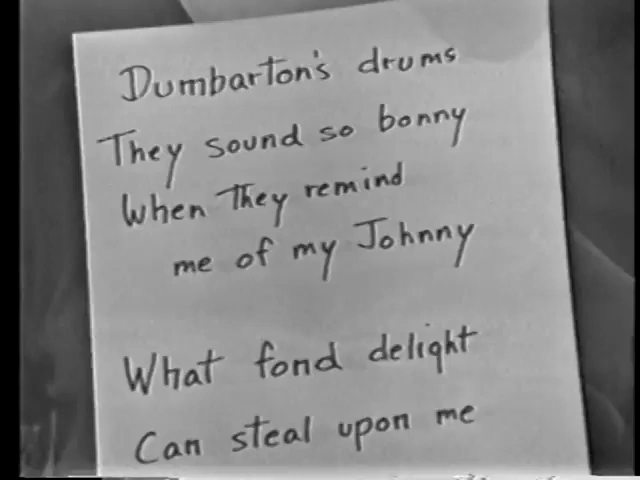 Dumbarton's drums
They sound so bonny
When they remind
me of my Johnny
What fond delight
Can steal upon me